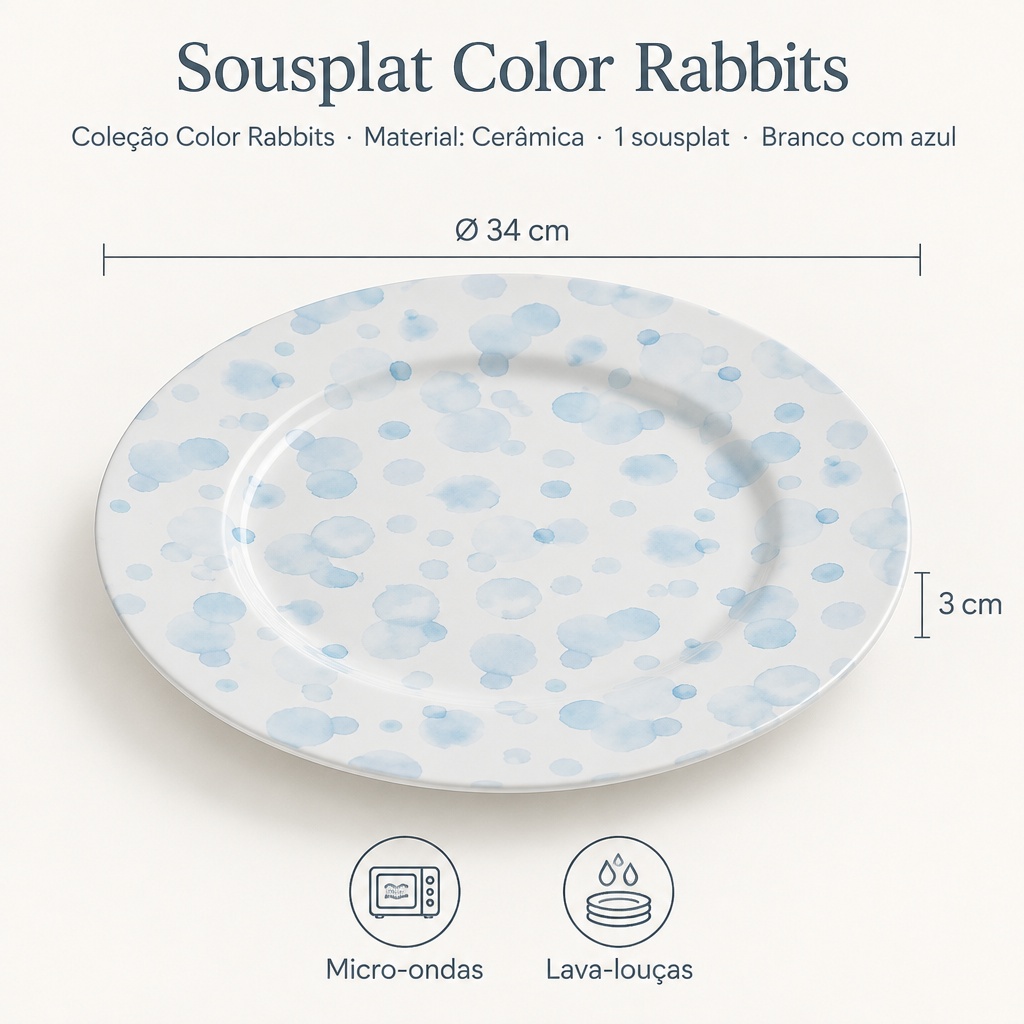 Sousplat Color Rabbits
Coleção Color Rabbits · Material: Cerâmica · 1 sousplat · Branco com azul
Ø 34 cm
3 cm
Micro-ondas
Lava-louças